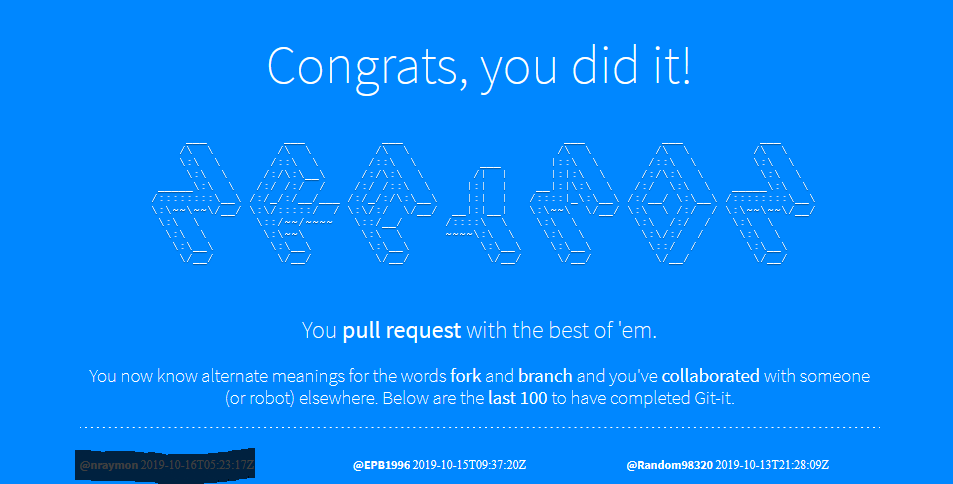 Congrats, you did it!
You pull request with the best of 'em.
You now know alternate meanings for the words fork and branch and you've collaborated with someone
(or robot) elsewhere. Below are the last 100 to have completed Git-it.
@nraymon 2019-10-16T05:23:17Z @EPB1996 2019-10-15T09:37:20Z @Random98320 2019-10-13T21:28:09Z